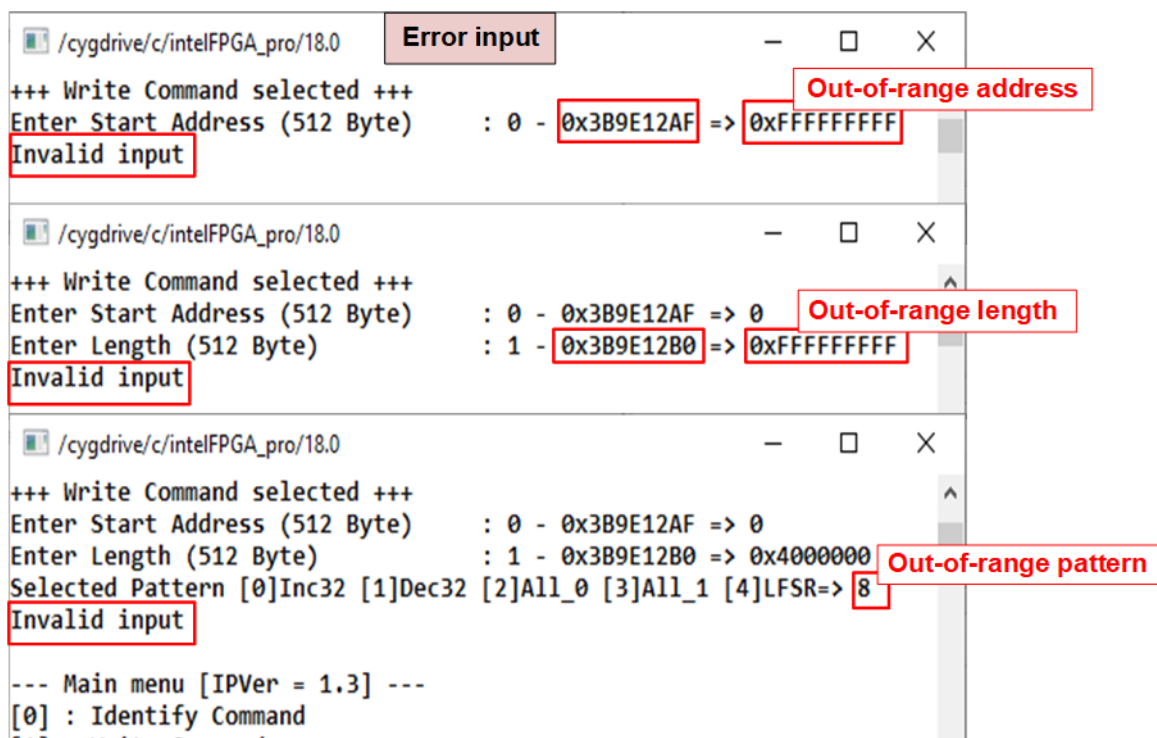 /cygdrive/c/intelFPGA_pro/18.0
Error input
+++ Write Command selected +++
Out-of-range address
Enter Start Address (512 Byte) : 0 - 0x3B9E12AF => 0xFFFFFFFFF
Invalid input
/cygdrive/c/intelFPGA_pro/18.0
+++ Write Command selected +++
Enter Start Address (512 Byte) : 0 - 0x3B9E12AF => 0
Out-of-range length
Enter Length (512 Byte) : 1 - 0x3B9E12B0 => 0xFFFFFFFFF
Invalid input
/cygdrive/c/intelFPGA_pro/18.0
+++ Write Command selected +++
Enter Start Address (512 Byte) : 0 - 0x3B9E12AF => 0
Enter Length (512 Byte) : 1 - 0x3B9E12B0 => 0x4000000
Out-of-range pattern
Selected Pattern [0]Inc32 [1]Dec32 [2]All_0 [3]All_1 [4]LFSR=> 8
Invalid input
--- Main menu [IPVer = 1.3] ---
[0] : Identify Command